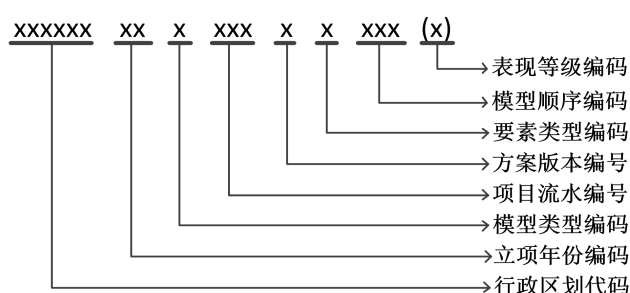 xxxxxx xx x xxx x x xxx (x)
表现等级编码
模型顺序编码
要素类型编码
方案版本编号
项目流水编号
模型类型编码
立项年份编码
行政区划代码